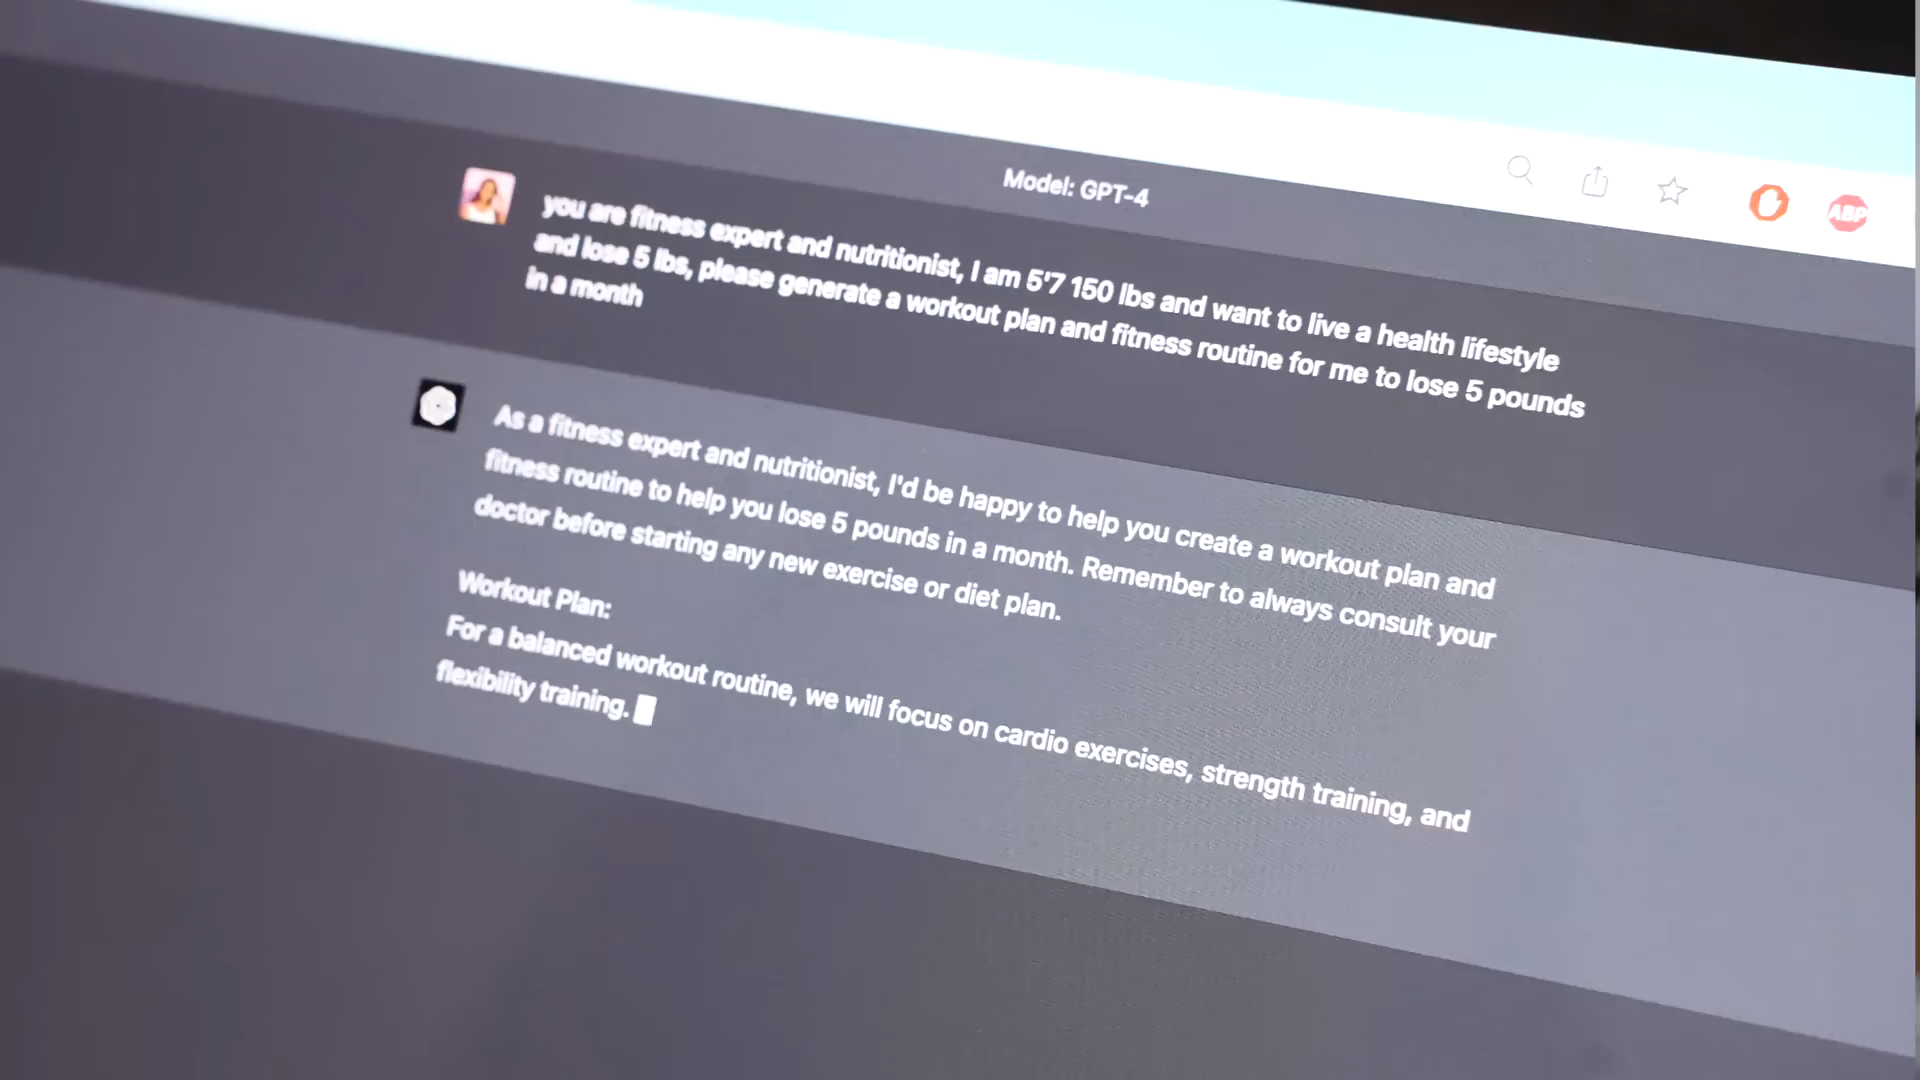 Model: GPT-4
ABP
you are fitness expert and nutritionist, I am 5'7 150 lbs and want to live a health lifestyle
and lose 5 lbs, please generate a workout plan and fitness routine for me to lose 5 pounds
in a month
As a fitness expert and nutritionist, I'd be happy to help you create a workout plan and
fitness routine to help you lose 5 pounds in a month. Remember to always consult your
doctor before starting any new exercise or diet plan.
Workout Plan:
For a balanced workout routine, we will focus on cardio exercises, strength training, and
flexibility training.